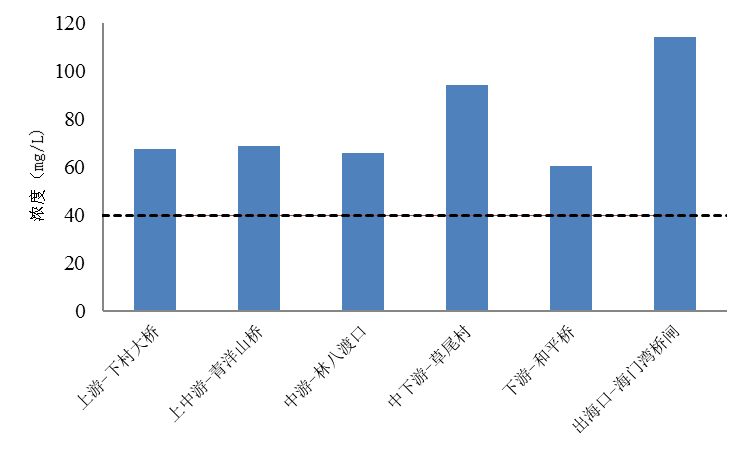 120
100
80
60
40
20
0
浓度（mg/L）
上游-下村大桥
上中游-青洋山桥
中游-林八渡口
中下游-草尾村
下游-和平桥
出海口-海门湾桥闸